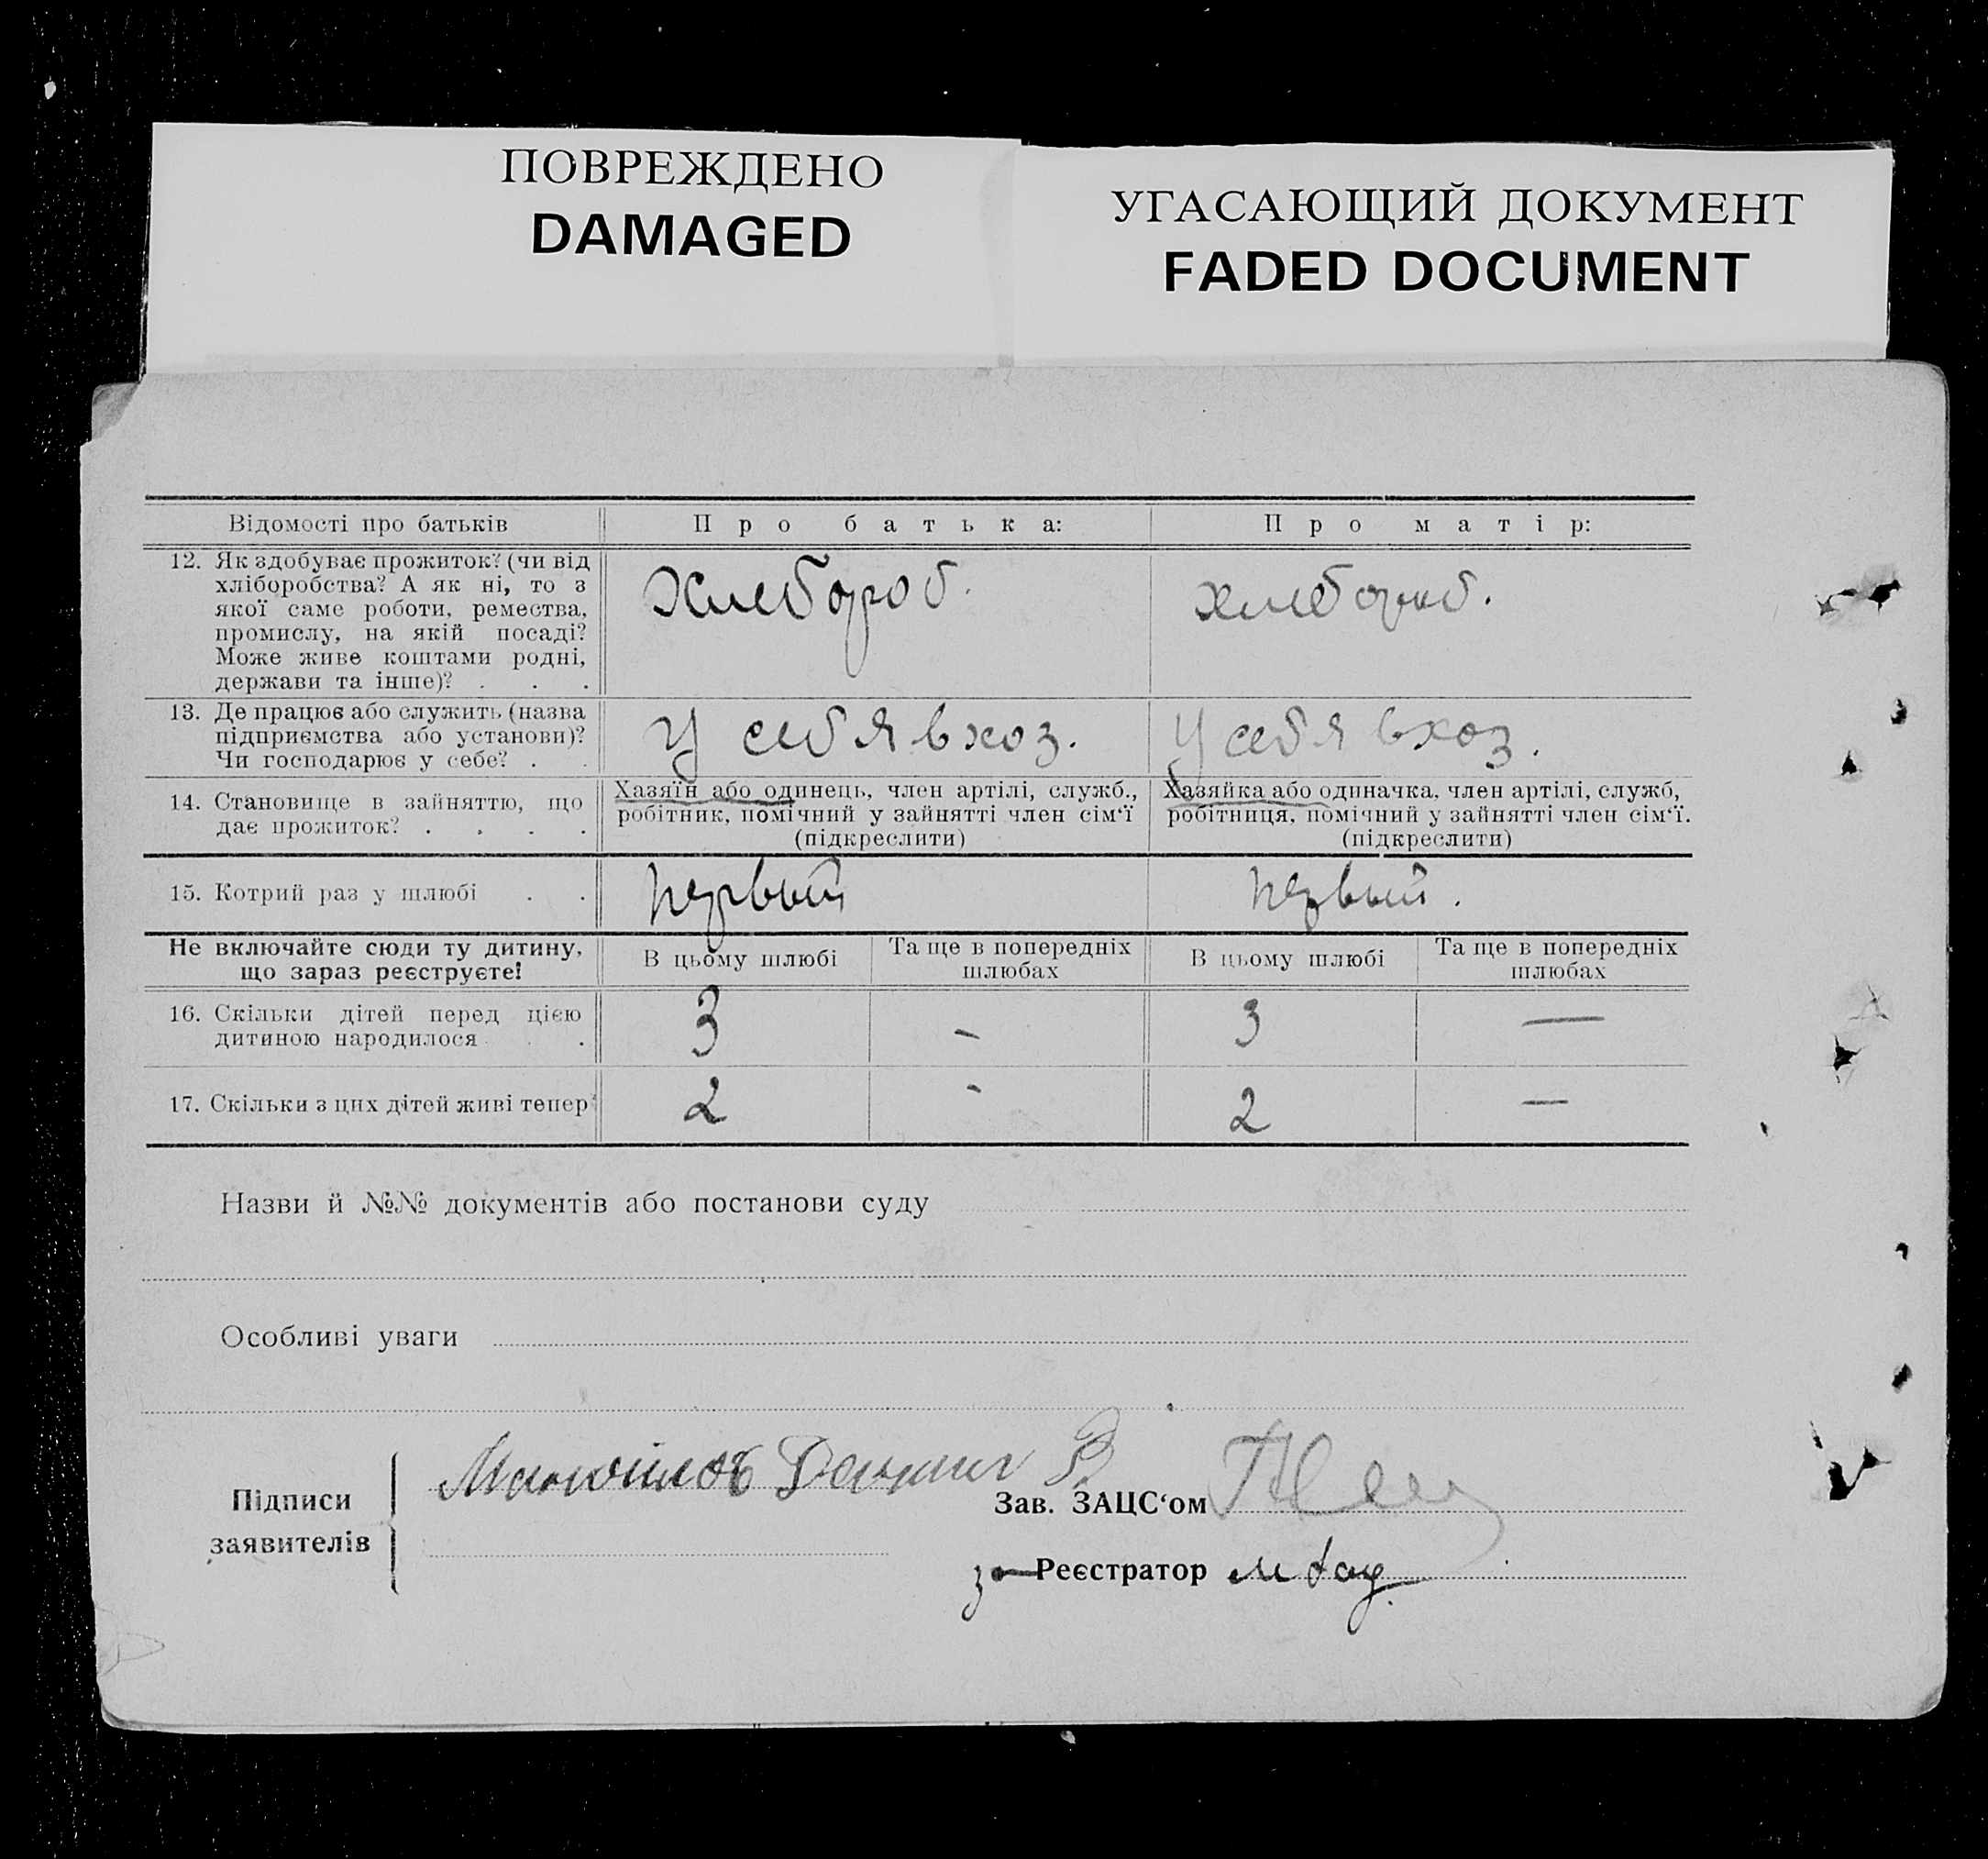 ПОВРЕЖДЕНО
DAMAGED
УГАСАЮЩИЙ ДОКУМЕНТ
FADED DOCUMENT
Відомості про батьків
Про батька:
Про матір:
12. Як здобуває прожиток? (чи від
хліборобства? А як ні, то з
якої саме роботи, ремества,
промислу, на якій посаді?
Може живе коштами родні,
держави та інше)? . . .
Хлебороб.
хлебороб.
13. Де працює або служить (назва
підприємства або установи)?
Чи господарює у себе? . .
У себя в хоз.
У себя в хоз.
14. Становище в зайняттю, що
дає прожиток? . . . .
Хазяїн або одинець, член артілі, служб.,
робітник, помічний у зайнятті член сім'ї
(підкреслити)
Хазяйка або одиначка, член артілі, служб,
робітниця, помічний у зайнятті член сім'ї.
(підкреслити)
15. Котрий раз у шлюбі . .
первый
первый.
Не включайте сюди ту дитину,
що зараз реєструєте!
В цьому шлюбі
Та ще в попередніх
шлюбах
В цьому шлюбі
Та ще в попередніх
шлюбах
16. Скільки дітей перед цією
дитиною народилося . .
3
-
3
—
17. Скільки з цих дітей живі тепер?
2
-
2
—
Назви й №№ документів або постанови суду
Особливі уваги
Підписи
заявителів
Зав. ЗАЦС'ом
за Реєстратор